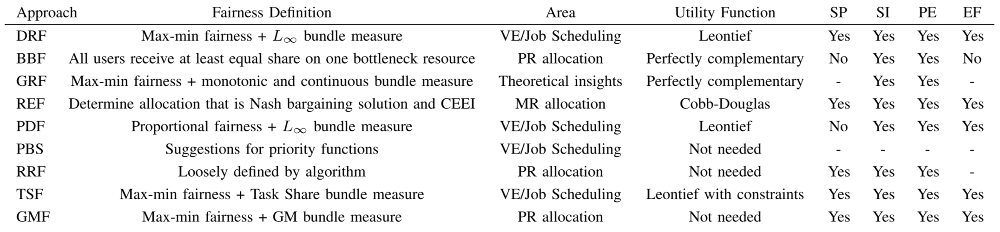 Approach Fairness Definition Area Utility Function SP SI PE EF
DRF Max-min fairness + L∞ bundle measure VE/Job Scheduling Leontief Yes Yes Yes Yes
BBF All users receive at least equal share on one bottleneck resource PR allocation Perfectly complementary No Yes Yes No
GRF Max-min fairness + monotonic and continuous bundle measure Theoretical insights Perfectly complementary - Yes Yes -
REF Determine allocation that is Nash bargaining solution and CEEI MR allocation Cobb-Douglas Yes Yes Yes Yes
PDF Proportional fairness + L∞ bundle measure VE/Job Scheduling Leontief No Yes Yes Yes
PBS Suggestions for priority functions VE/Job Scheduling Not needed - - - -
RRF Loosely defined by algorithm PR allocation Not needed Yes Yes Yes -
TSF Max-min fairness + Task Share bundle measure VE/Job Scheduling Leontief with constraints Yes Yes Yes Yes
GMF Max-min fairness + GM bundle measure PR allocation Not needed Yes Yes Yes Yes